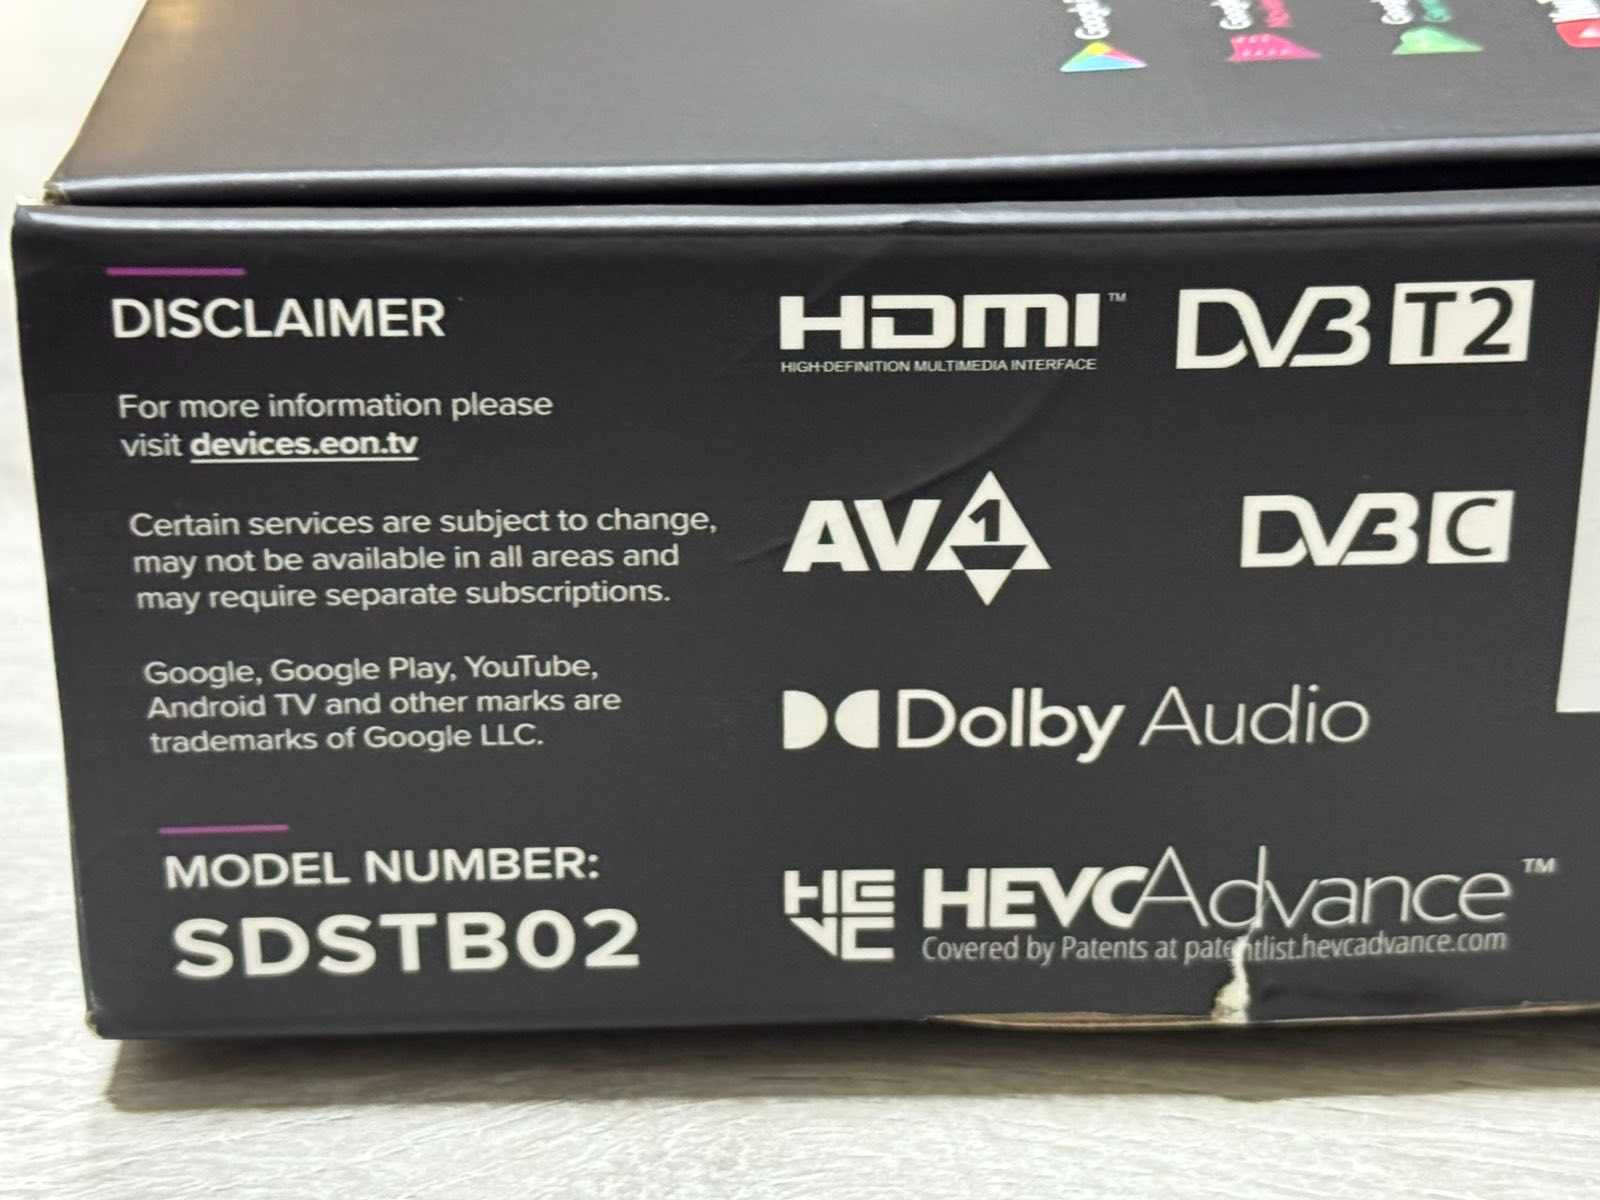 Google
DISCLAIMER
For more information please
visit devices.eon.tv
Certain services are subject to change,
may not be available in all areas and
may require separate subscriptions.
Google, Google Play, YouTube,
Android TV and other marks are
trademarks of Google LLC.
MODEL NUMBER:
SDSTB02
HDMI™
HIGH-DEFINITION MULTIMEDIA INTERFACE
DVB T2
AV1
DVB C
Dolby Audio
HEVC
HEVCAdvance™
Covered by Patents at patentlist.hevcadvance.com